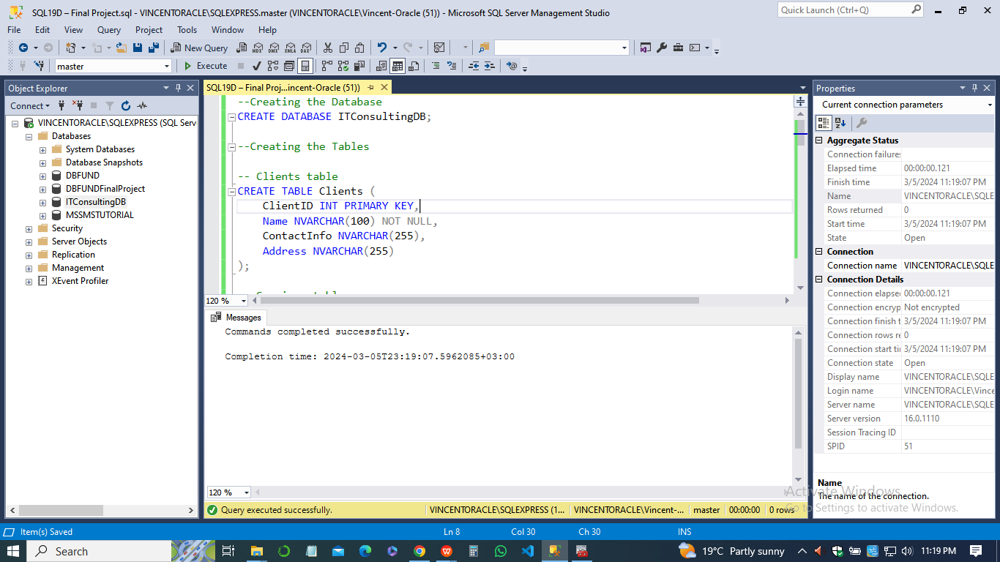 SQL19D – Final Project.sql - VINCENTORACLE\SQLEXPRESS.master (VINCENTORACLE\Vincent-Oracle (51)) - Microsoft SQL Server Management Studio
Quick Launch (Ctrl+Q)
File Edit View Query Project Tools Window Help
New Query MDX DMX XMLA DAX
master Execute
Object Explorer
Connect
VINCENTORACLE\SQLEXPRESS (SQL Serv
Databases
System Databases
Database Snapshots
DBFUND
DBFUNDFinalProject
ITConsultingDB
MSSMSTUTORIAL
Security
Server Objects
Replication
Management
XEvent Profiler
SQL19D – Final Proj...incent-Oracle (51))
--Creating the Database
CREATE DATABASE ITConsultingDB;
--Creating the Tables
-- Clients table
CREATE TABLE Clients (
ClientID INT PRIMARY KEY,
Name NVARCHAR(100) NOT NULL,
ContactInfo NVARCHAR(255),
Address NVARCHAR(255)
);
120 %
Messages
Commands completed successfully.
Completion time: 2024-03-05T23:19:07.5962085+03:00
120 %
Query executed successfully. VINCENTORACLE\SQLEXPRESS (1... VINCENTORACLE\Vincent-... master 00:00:00 0 rows
Properties
Current connection parameters
Aggregate Status
Connection failures
Elapsed time 00:00:00.121
Finish time 3/5/2024 11:19:07 PM
Name VINCENTORACLE\SQLE
Rows returned 0
Start time 3/5/2024 11:19:07 PM
State Open
Connection
Connection name VINCENTORACLE\SQLE
Connection Details
Connection elapse 00:00:00.121
Connection encryp Not encrypted
Connection finish t 3/5/2024 11:19:07 PM
Connection rows re 0
Connection start tin 3/5/2024 11:19:07 PM
Connection state Open
Display name VINCENTORACLE\SQLE
Login name VINCENTORACLE\Vince
Server name VINCENTORACLE\SQLE
Server version 16.0.1110
Session Tracing ID
SPID 51
Name
The name of the connection.
Activate Windows
Go to Settings to activate Windows.
Item(s) Saved Ln 8 Col 30 Ch 30 INS
Search
19°C Partly sunny 11:19 PM